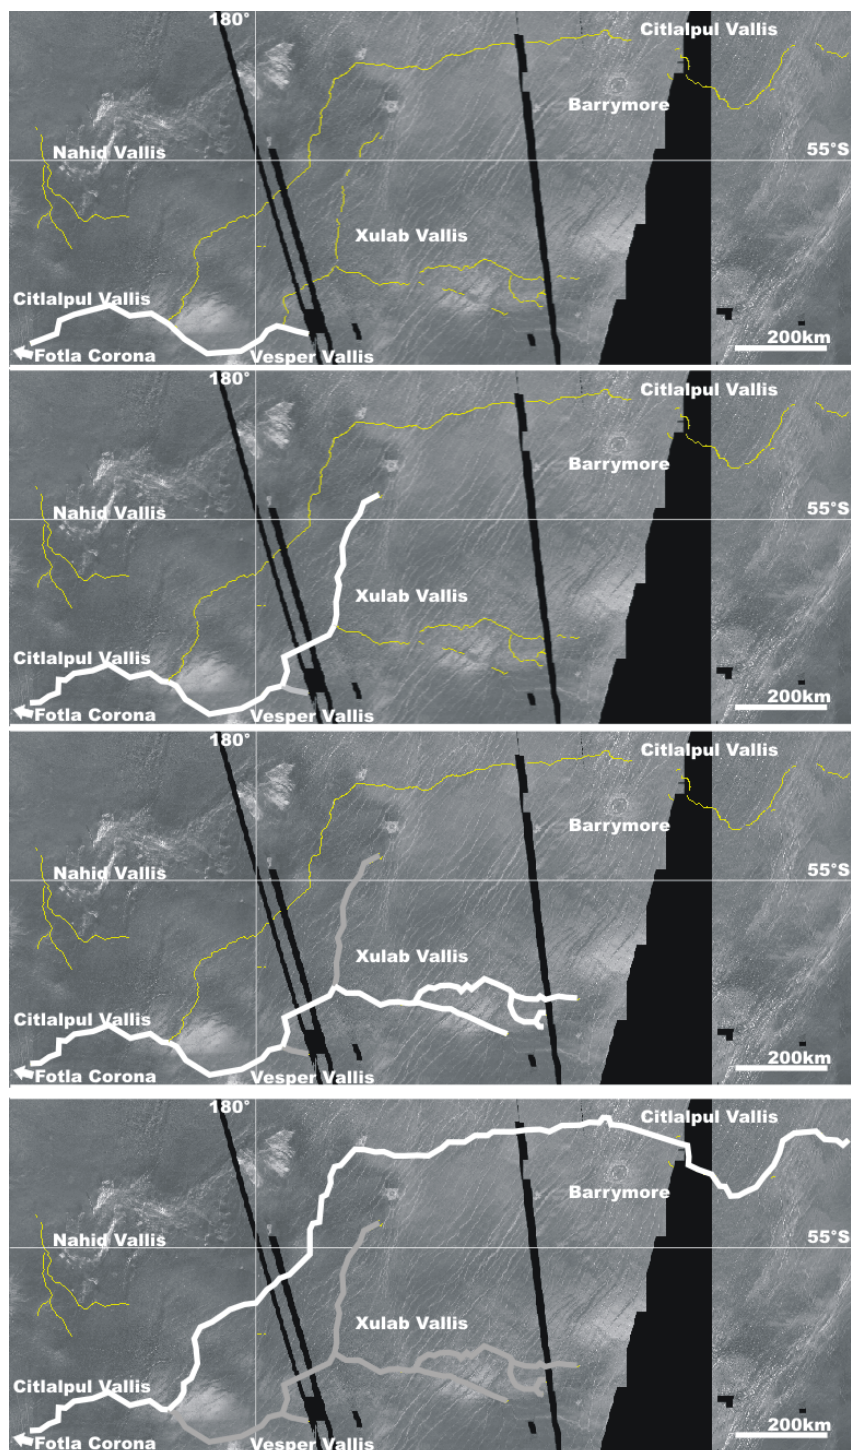 180°
Citlalpul Vallis
Barrymore
Nahid Vallis
55°S
Xulab Vallis
Citlalpul Vallis
200km
Fotla Corona
Vesper Vallis
180°
Citlalpul Vallis
Barrymore
Nahid Vallis
55°S
Xulab Vallis
Citlalpul Vallis
200km
Fotla Corona
Vesper Vallis
180°
Citlalpul Vallis
Barrymore
Nahid Vallis
55°S
Xulab Vallis
Citlalpul Vallis
200km
Fotla Corona
Vesper Vallis
180°
Citlalpul Vallis
Barrymore
Nahid Vallis
55°S
Xulab Vallis
Citlalpul Vallis
200km
Fotla Corona
Vesper Vallis